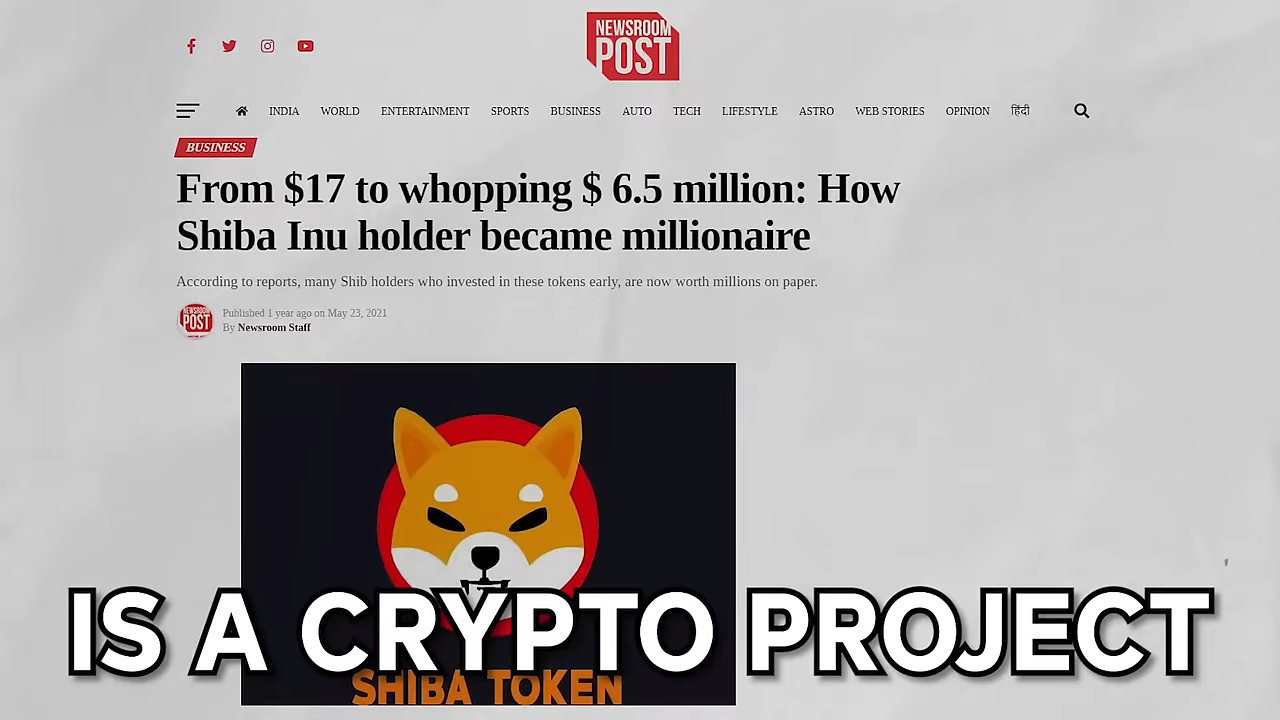 NEWSROOM
POST
INDIA WORLD ENTERTAINMENT SPORTS BUSINESS AUTO TECH LIFESTYLE ASTRO WEB STORIES OPINION हिंदी
BUSINESS
From $17 to whopping $ 6.5 million: How
Shiba Inu holder became millionaire
According to reports, many Shib holders who invested in these tokens early, are now worth millions on paper.
NEWSROOM
POST
Published 1 year ago on May 23, 2021
By Newsroom Staff
IS A CRYPTO PROJECT
SHIBA TOKEN